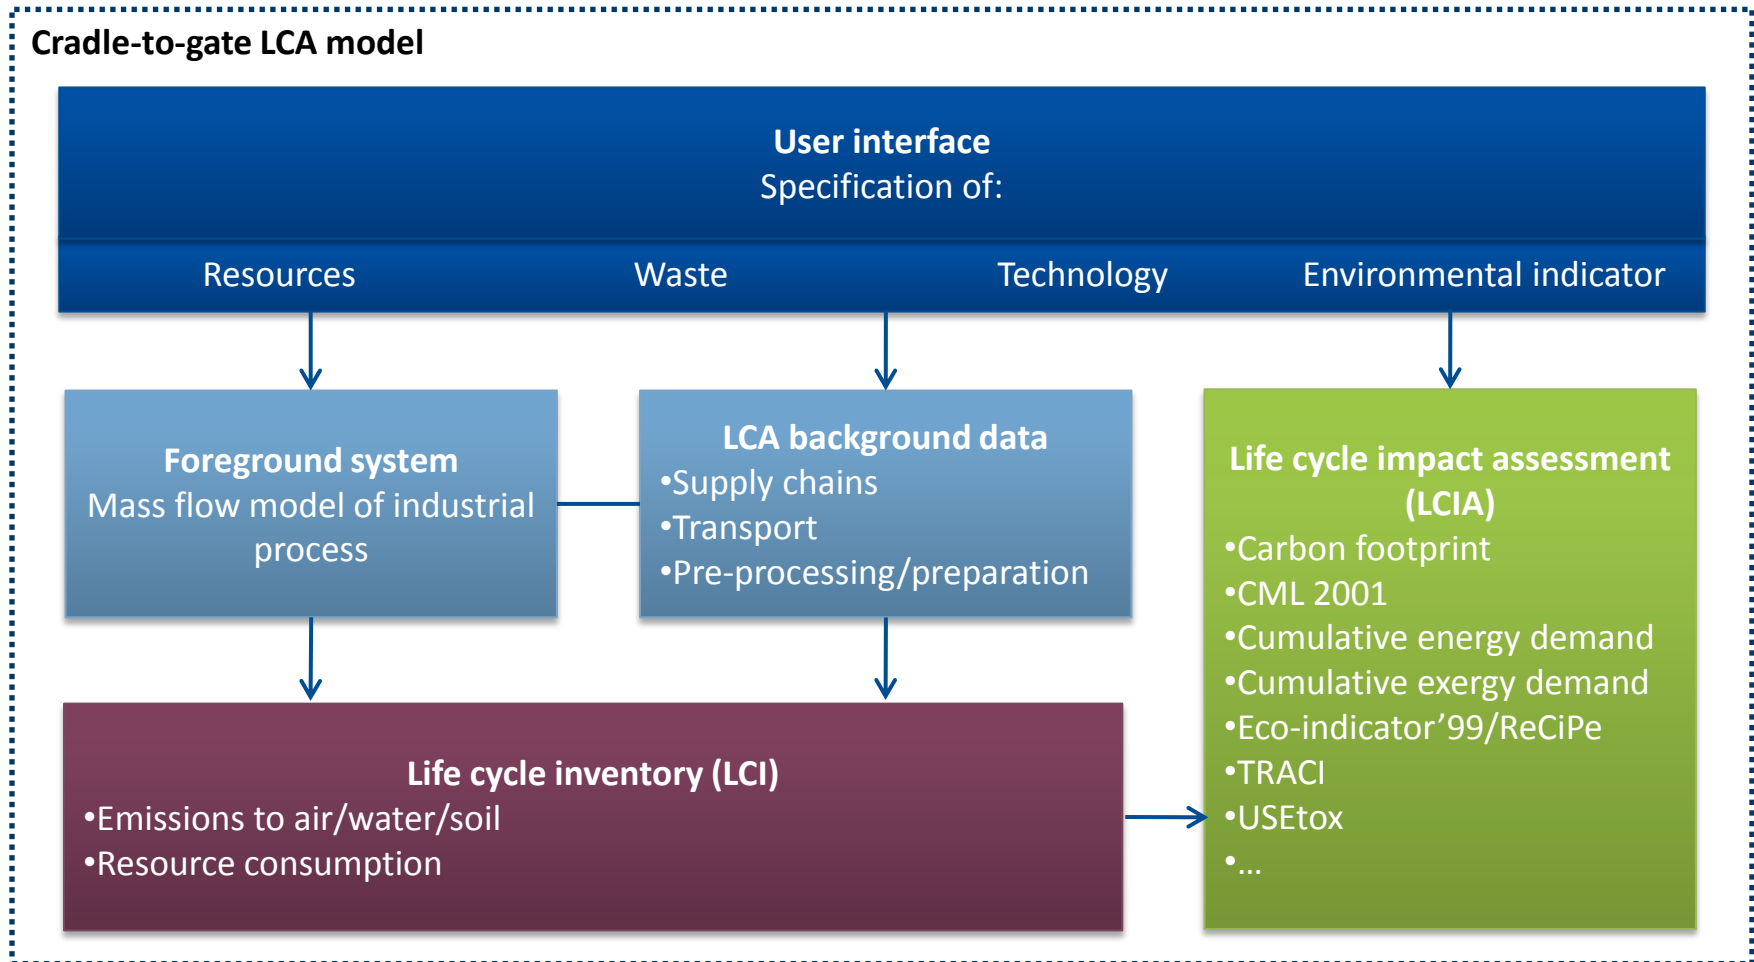 Cradle-to-gate LCA model
User interface
Specification of:
Resources Waste Technology Environmental indicator
Foreground system
Mass flow model of industrial
process
LCA background data
•Supply chains
•Transport
•Pre-processing/preparation
Life cycle impact assessment
(LCIA)
•Carbon footprint
•CML 2001
•Cumulative energy demand
•Cumulative exergy demand
•Eco-indicator’99/ReCiPe
•TRACI
•USEtox
•…
Life cycle inventory (LCI)
•Emissions to air/water/soil
•Resource consumption